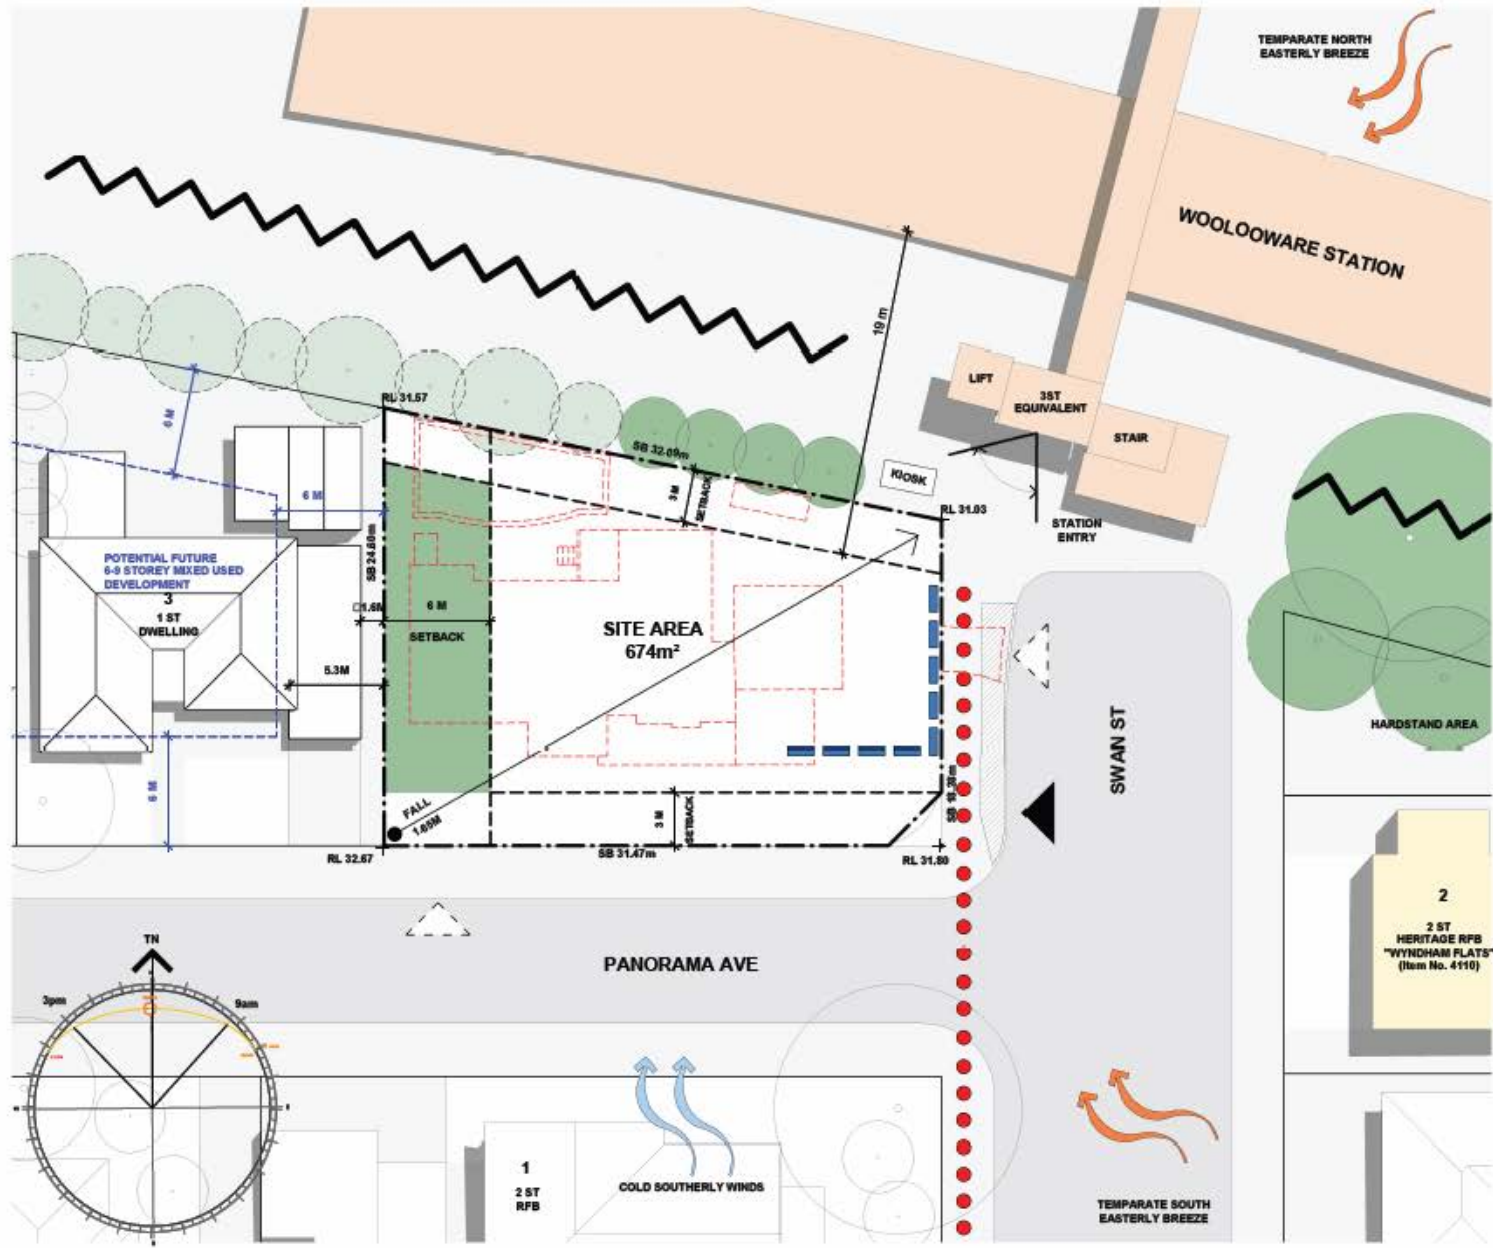 TEMPARATE NORTH
EASTERLY BREEZE
WOOLOOWARE STATION
19 m
LIFT
3ST
EQUIVALENT
STAIR
KIOSK
STATION
ENTRY
RL 31.57
SB 32.09m
3 M
SETBACK
RL 31.03
6 M
6 M
SB 24.60m
POTENTIAL FUTURE
6-9 STOREY MIXED USED
DEVELOPMENT
3
1 ST
DWELLING
6 M
SETBACK
5.3M
SITE AREA
674m²
SWAN ST
HARDSTAND AREA
6 M
FALL
1.65M
3 M
SETBACK
RL 32.67
SB 31.47m
RL 31.80
PANORAMA AVE
2
2 ST
HERITAGE RFB
"WYNDHAM FLATS"
(Item No. 4110)
TN
3pm
9am
1
2 ST
RFB
COLD SOUTHERLY WINDS
TEMPARATE SOUTH
EASTERLY BREEZE